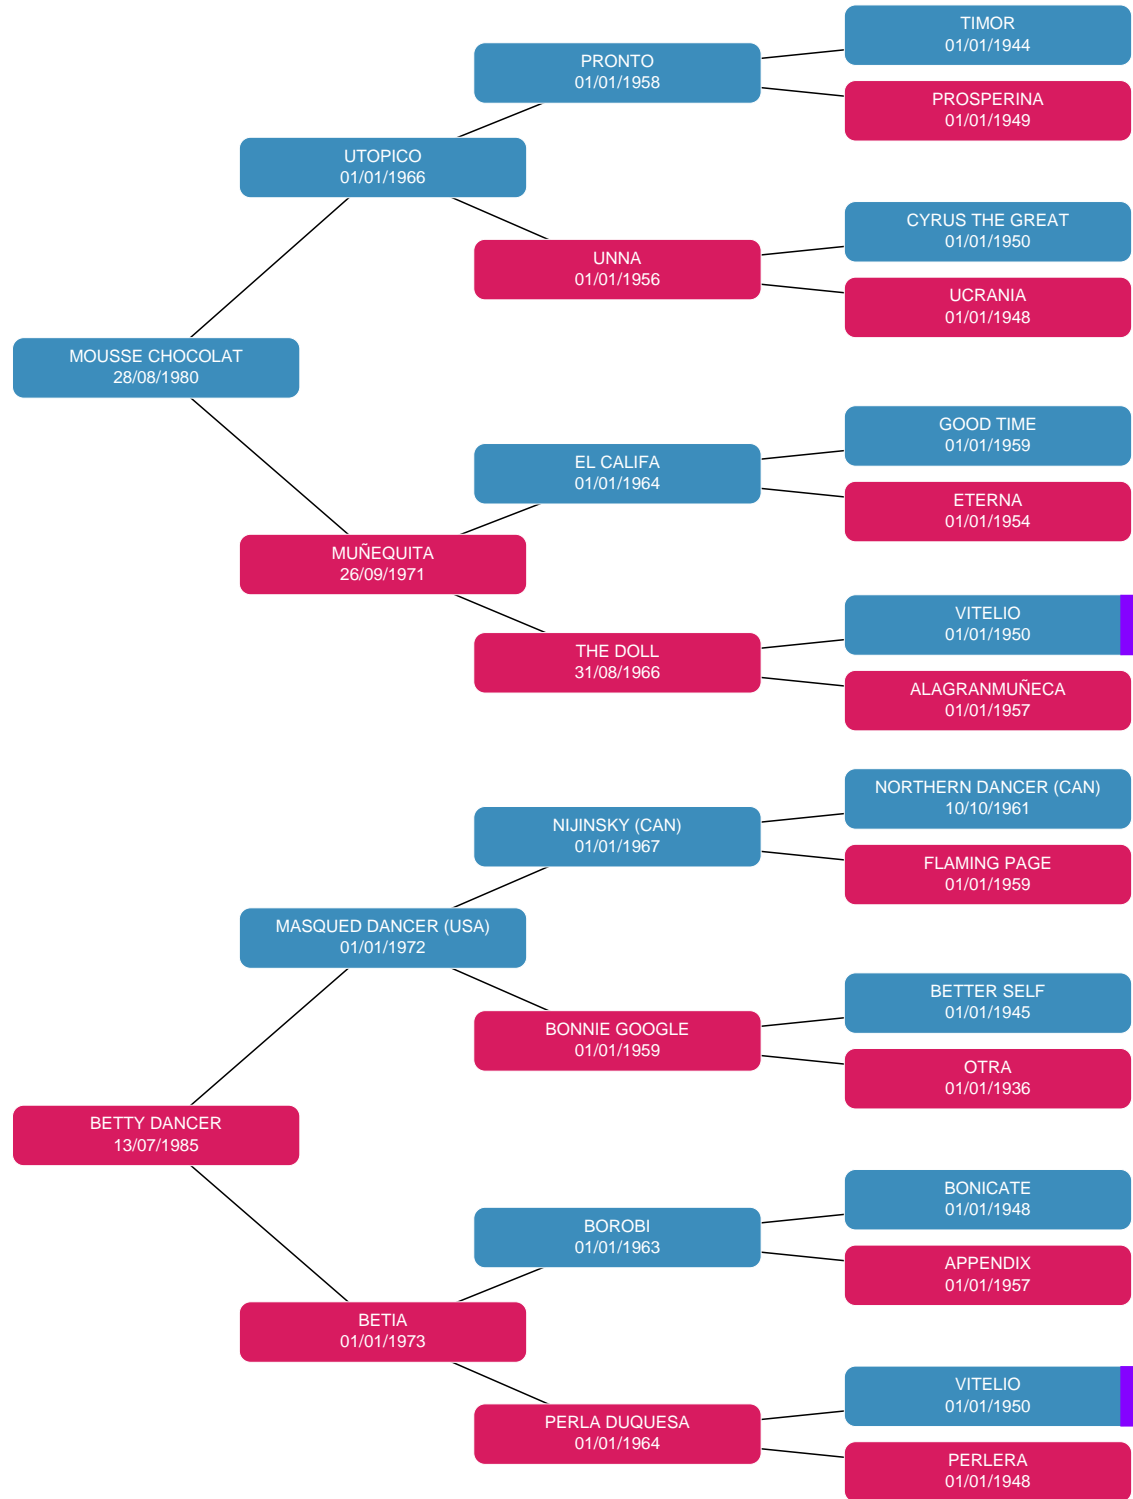 TIMOR
01/01/1944
PRONTO
01/01/1958
PROSPERINA
01/01/1949
UTOPICO
01/01/1966
CYRUS THE GREAT
01/01/1950
UNNA
01/01/1956
UCRANIA
01/01/1948
MOUSSE CHOCOLAT
28/08/1980
GOOD TIME
01/01/1959
EL CALIFA
01/01/1964
ETERNA
01/01/1954
MUÑEQUITA
26/09/1971
VITELIO
01/01/1950
THE DOLL
31/08/1966
ALAGRANMUÑECA
01/01/1957
NORTHERN DANCER (CAN)
10/10/1961
NIJINSKY (CAN)
01/01/1967
FLAMING PAGE
01/01/1959
MASQUED DANCER (USA)
01/01/1972
BETTER SELF
01/01/1945
BONNIE GOOGLE
01/01/1959
OTRA
01/01/1936
BETTY DANCER
13/07/1985
BONICATE
01/01/1948
BOROBI
01/01/1963
APPENDIX
01/01/1957
BETIA
01/01/1973
VITELIO
01/01/1950
PERLA DUQUESA
01/01/1964
PERLERA
01/01/1948